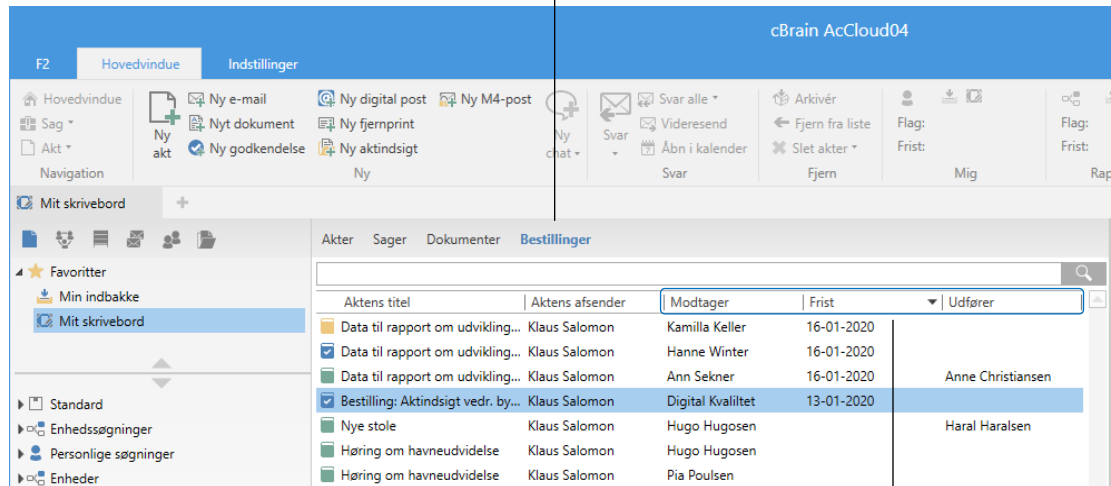 cBrain AcCloud04
F2 Hovedvindue Indstillinger
Hovedvindue Ny e-mail Ny digital post Ny M4-post Svar alle Arkivér
Sag Nyt dokument Ny fjernprint Videresend Fjern fra liste Flag: Flag:
Akt Ny akt Ny godkendelse Ny aktindsigt Ny chat Svar Åbn i kalender Slet akter Frist: Frist:
Navigation Ny Svar Fjern Mig Rap
Mit skrivebord +
Akter Sager Dokumenter Bestillinger
Favoritter
Min indbakke
Mit skrivebord
Standard
Enhedssøgninger
Personlige søgninger
Enheder
Aktens titel Aktens afsender Modtager Frist Udfører
Data til rapport om udvikling... Klaus Salomon Kamilla Keller 16-01-2020
Data til rapport om udvikling... Klaus Salomon Hanne Winter 16-01-2020
Data til rapport om udvikling... Klaus Salomon Ann Sekner 16-01-2020 Anne Christiansen
Bestilling: Aktindsigt vedr. by... Klaus Salomon Digital Kvaliltet 13-01-2020
Nye stole Klaus Salomon Hugo Hugosen Haral Haralsen
Høring om havneudvidelse Klaus Salomon Hugo Hugosen
Høring om havneudvidelse Klaus Salomon Pia Poulsen